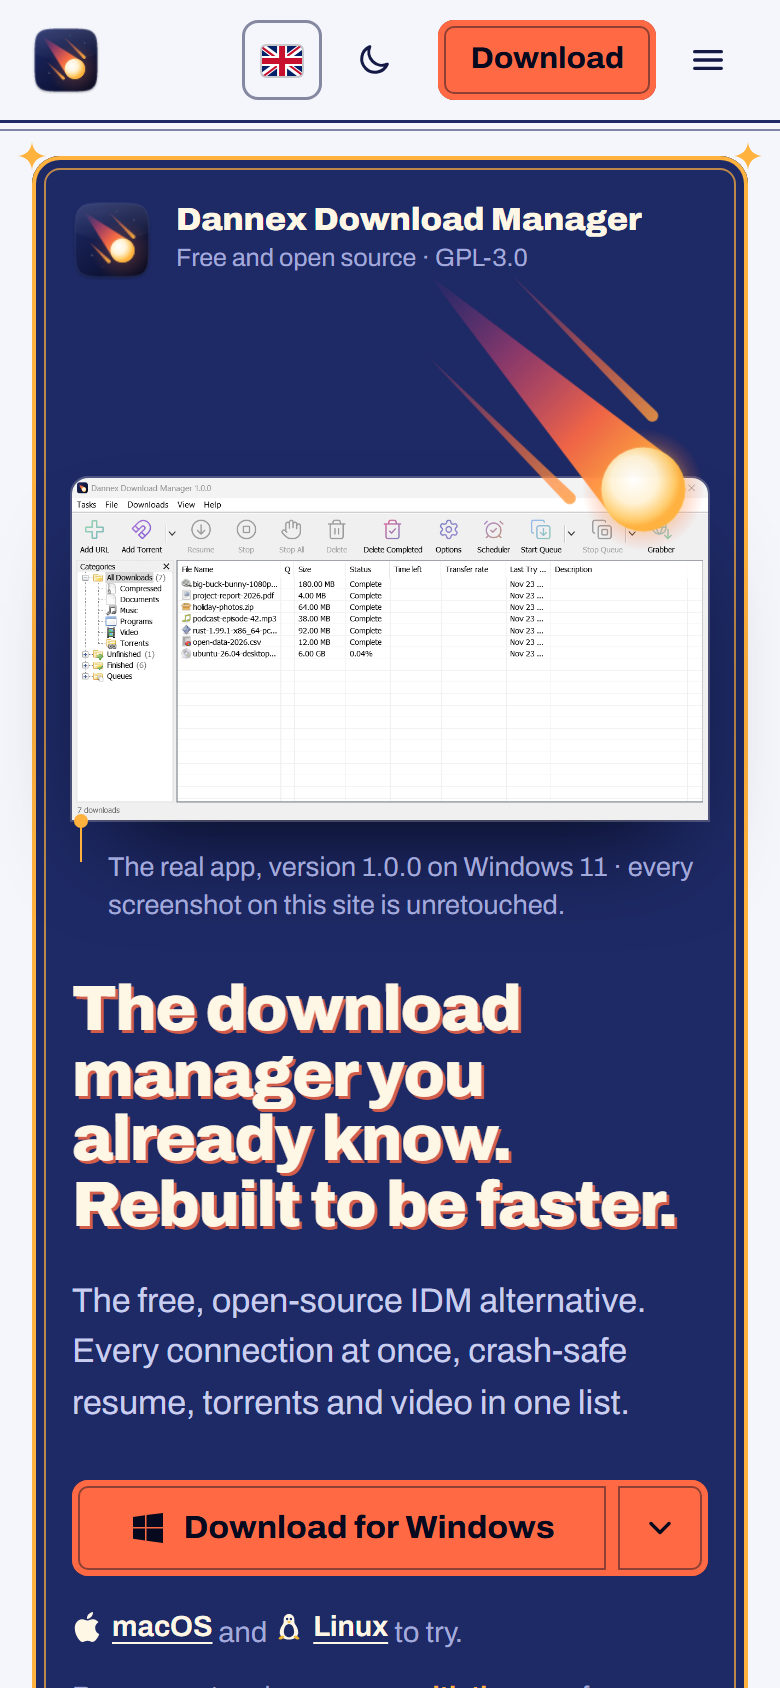 Download
Dannex Download Manager
Free and open source · GPL-3.0
Dannex Download Manager 1.0.0
Tasks File Downloads View Help
Add URL Add Torrent Resume Stop Stop All Delete Delete Completed Options Scheduler Start Queue Stop Queue Grabber
Categories
All Downloads (7)
Compressed
Documents
Music
Programs
Video
Torrents
Unfinished (1)
Finished (6)
Queues
File Name Q Size Status Time left Transfer rate Last Try ... Description
big-buck-bunny-1080p... 180.00 MB Complete Nov 23 ...
project-report-2026.pdf 4.00 MB Complete Nov 23 ...
holiday-photos.zip 64.00 MB Complete Nov 23 ...
podcast-episode-42.mp3 38.00 MB Complete Nov 23 ...
rust-1.99.1-x86_64-pc... 92.00 MB Complete Nov 23 ...
open-data-2026.csv 12.00 MB Complete Nov 23 ...
ubuntu-26.04-desktop... 6.00 GB 0.04% Nov 23 ...
7 downloads
The real app, version 1.0.0 on Windows 11 · every
screenshot on this site is unretouched.
The download
manager you
already know.
Rebuilt to be faster.
The free, open-source IDM alternative.
Every connection at once, crash-safe
resume, torrents and video in one list.
Download for Windows
macOS and Linux to try.